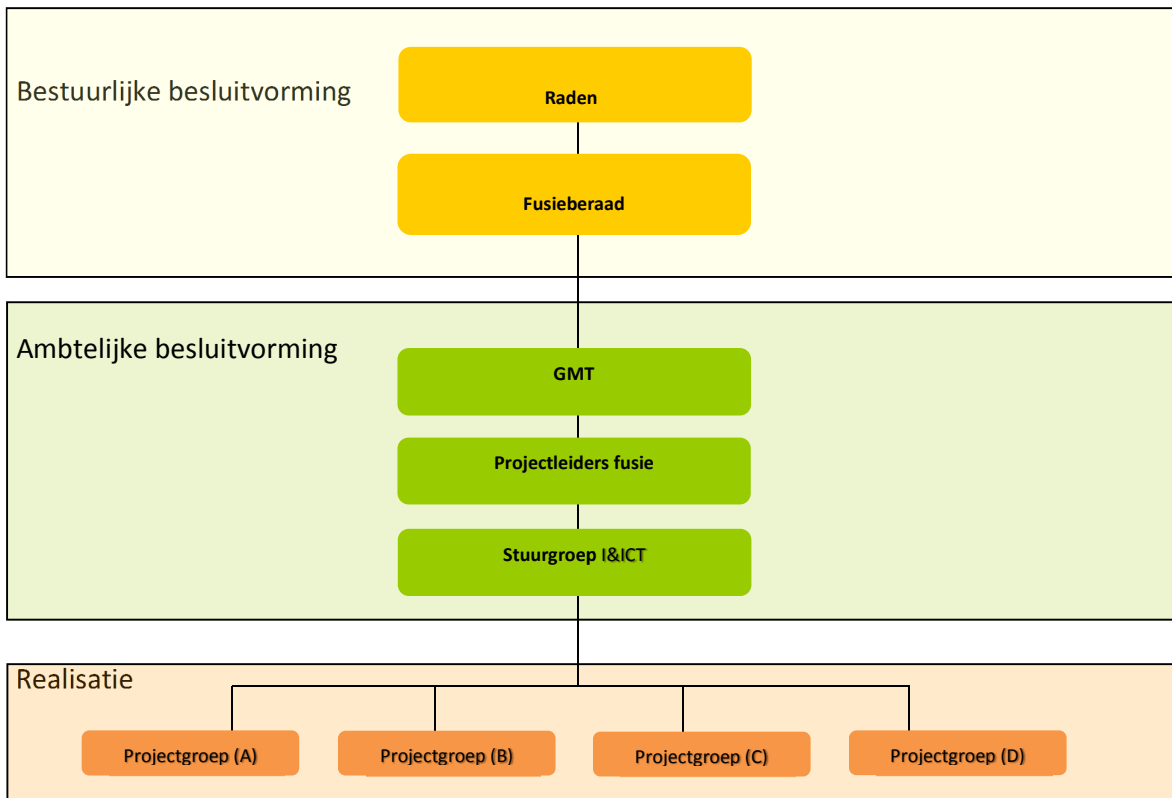 Bestuurlijke besluitvorming
Raden
Fusieberaad
Ambtelijke besluitvorming
GMT
Projectleiders fusie
Stuurgroep I&ICT
Realisatie
Projectgroep (A)
Projectgroep (B)
Projectgroep (C)
Projectgroep (D)